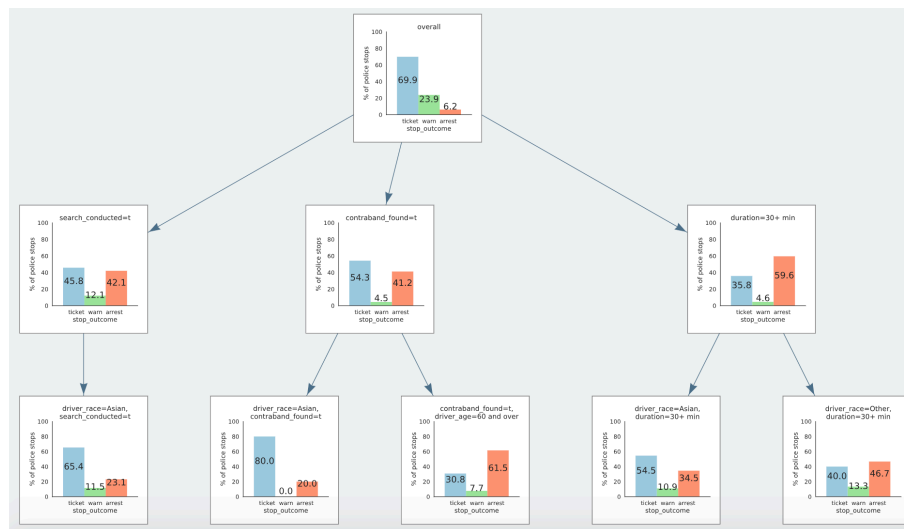 overall
% of police stops
100
80
60
40
20
0
69.9
23.9
6.2
ticket warn arrest
stop_outcome
search_conducted=t
% of police stops
100
80
60
40
20
0
45.8
12.1
42.1
ticket warn arrest
stop_outcome
contraband_found=t
% of police stops
100
80
60
40
20
0
54.3
4.5
41.2
ticket warn arrest
stop_outcome
duration=30+ min
% of police stops
100
80
60
40
20
0
35.8
4.6
59.6
ticket warn arrest
stop_outcome
driver_race=Asian,
search_conducted=t
% of police stops
100
80
60
40
20
0
65.4
11.5
23.1
ticket warn arrest
stop_outcome
driver_race=Asian,
contraband_found=t
% of police stops
100
80
60
40
20
0
80.0
0.0
20.0
ticket warn arrest
stop_outcome
contraband_found=t,
driver_age=60 and over
% of police stops
100
80
60
40
20
0
30.8
7.7
61.5
ticket warn arrest
stop_outcome
driver_race=Asian,
duration=30+ min
% of police stops
100
80
60
40
20
0
54.5
10.9
34.5
ticket warn arrest
stop_outcome
driver_race=Other,
duration=30+ min
% of police stops
100
80
60
40
20
0
40.0
13.3
46.7
ticket warn arrest
stop_outcome